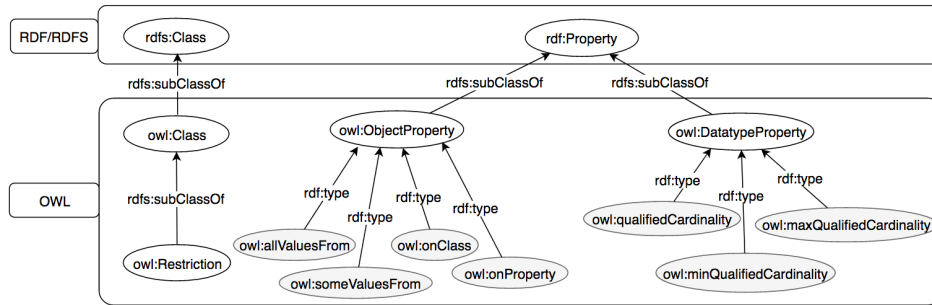 RDF/RDFS
rdfs:Class
rdf:Property
rdfs:subClassOf
rdfs:subClassOf
rdfs:subClassOf
owl:Class
owl:ObjectProperty
owl:DatatypeProperty
rdfs:subClassOf
rdf:type
rdf:type
rdf:type
rdf:type
rdf:type
rdf:type
rdf:type
OWL
owl:qualifiedCardinality
owl:maxQualifiedCardinality
owl:allValuesFrom
owl:onClass
owl:Restriction
owl:someValuesFrom
owl:onProperty
owl:minQualifiedCardinality